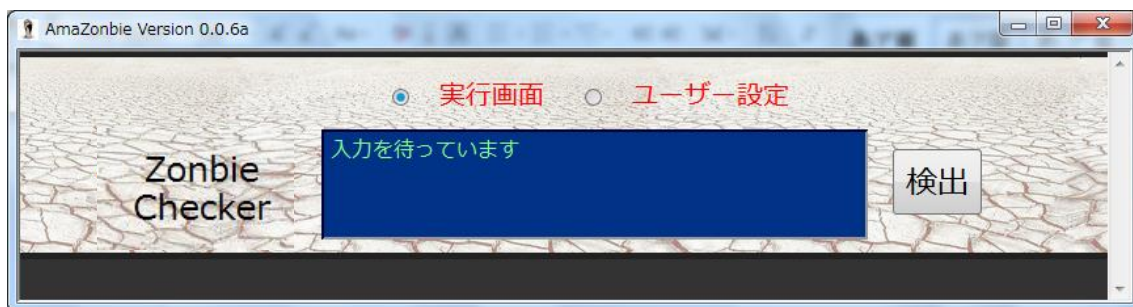 AmaZonbie Version 0.0.6a
実行画面 ユーザー設定
入力を待っています
Zonbie
Checker
検出